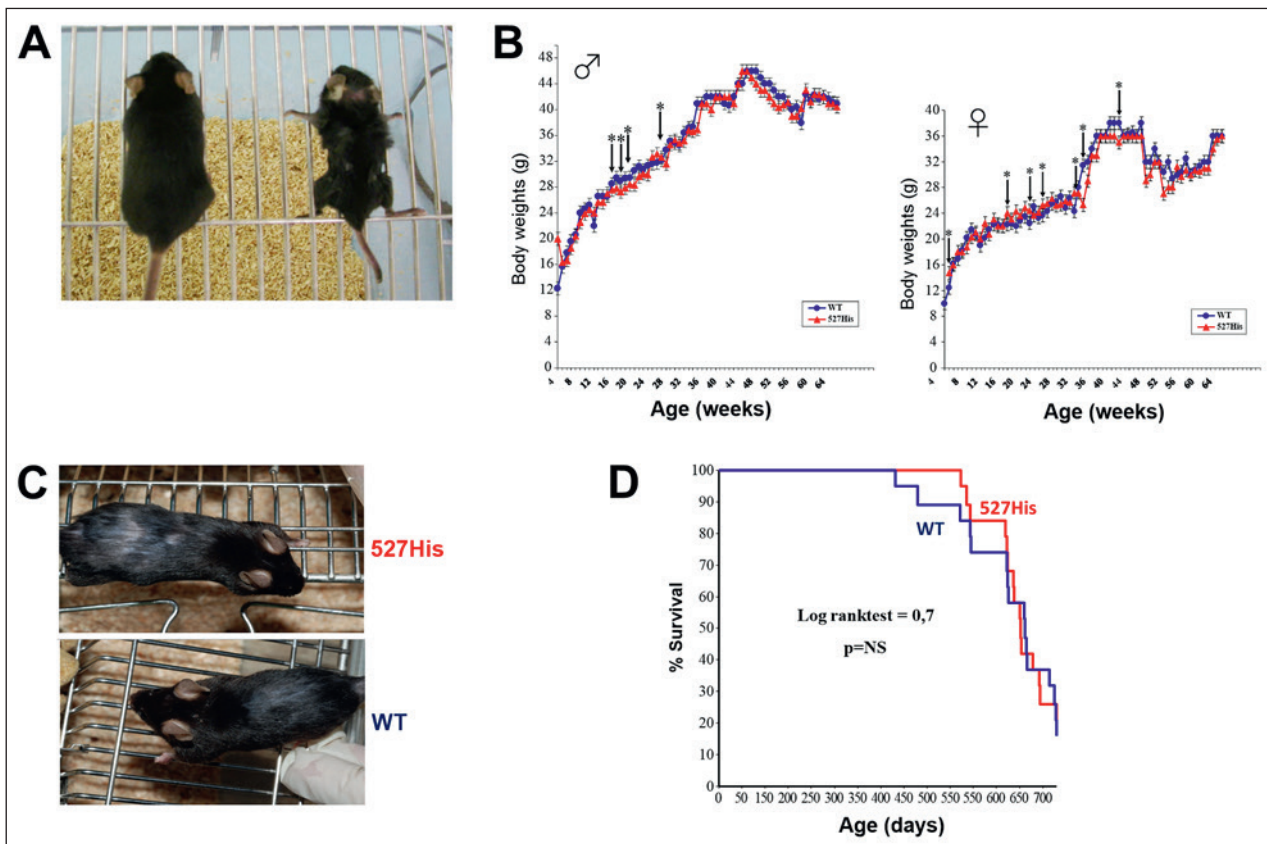 A
B
♂
48
44
40
36
32
28
24
20
16
12
8
4
0
Body weights (g)
* * * *
WT
527His
4 8 12 16 20 24 28 32 36 40 44 48 52 56 60 64
Age (weeks)
♀
40
36
32
28
24
20
16
12
8
4
0
Body weights (g)
* * * * * * *
WT
527His
4 8 12 16 20 24 28 32 36 40 44 48 52 56 60 64
Age (weeks)
C
527His
WT
D
100
90
80
70
60
50
40
30
20
10
0
% Survival
527His
WT
Log ranktest = 0,7
p=NS
0 50 100 150 200 250 300 350 400 450 500 550 550 600 650 700
Age (days)